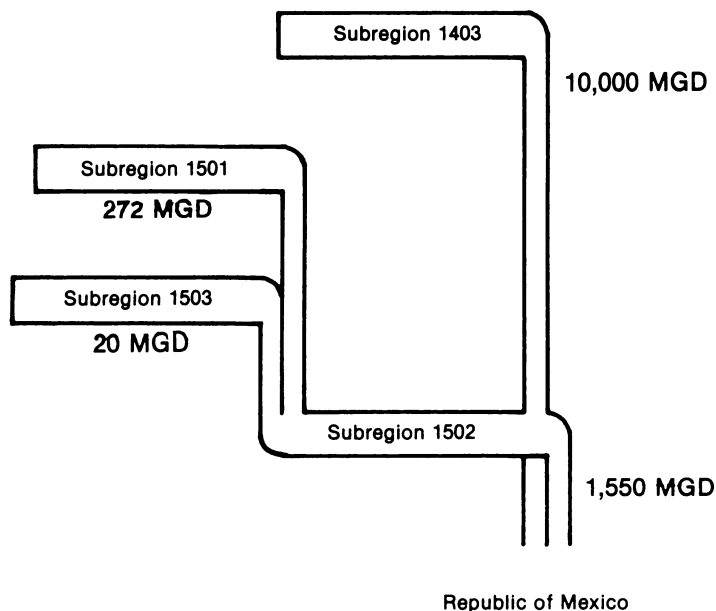 Subregion 1403
10,000 MGD
Subregion 1501
272 MGD
Subregion 1503
20 MGD
Subregion 1502
1,550 MGD
Republic of Mexico